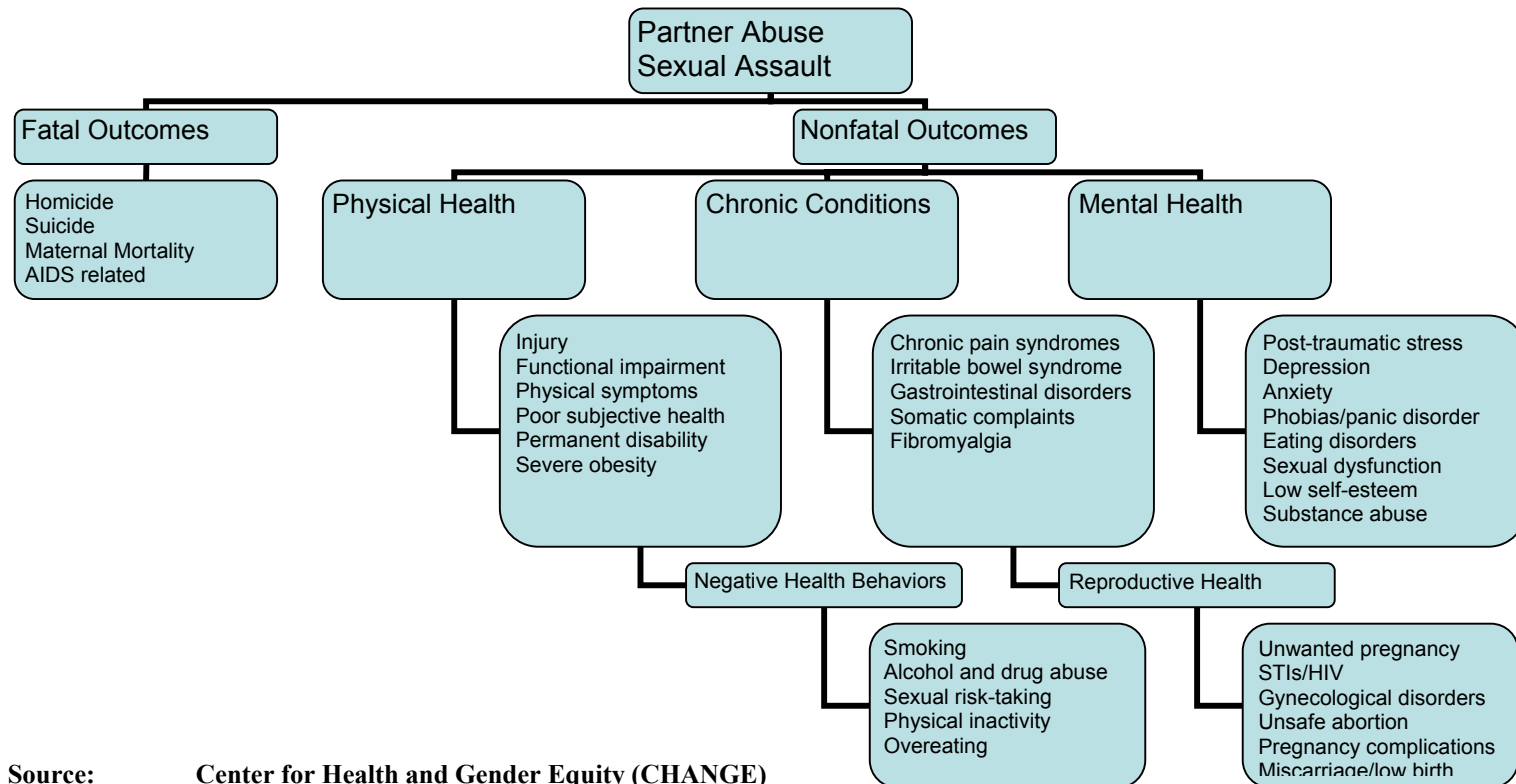 Partner Abuse
Sexual Assault
Fatal Outcomes
Nonfatal Outcomes
Homicide
Suicide
Maternal Mortality
AIDS related
Physical Health
Chronic Conditions
Mental Health
Injury
Functional impairment
Physical symptoms
Poor subjective health
Permanent disability
Severe obesity
Chronic pain syndromes
Irritable bowel syndrome
Gastrointestinal disorders
Somatic complaints
Fibromyalgia
Post-traumatic stress
Depression
Anxiety
Phobias/panic disorder
Eating disorders
Sexual dysfunction
Low self-esteem
Substance abuse
Negative Health Behaviors
Reproductive Health
Smoking
Alcohol and drug abuse
Sexual risk-taking
Physical inactivity
Overeating
Unwanted pregnancy
STIs/HIV
Gynecological disorders
Unsafe abortion
Pregnancy complications
Miscarriage/low birth
Source: Center for Health and Gender Equity (CHANGE)